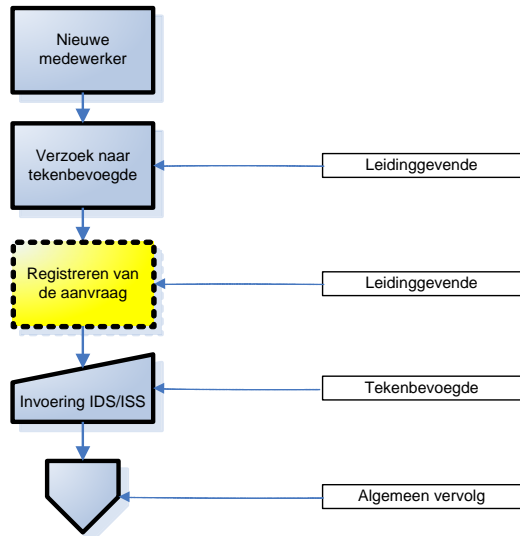 Nieuwe
medewerker
Verzoek naar
tekenbevoegde
Leidinggevende
Registreren van
de aanvraag
Leidinggevende
Invoering IDS/ISS
Tekenbevoegde
Algemeen vervolg